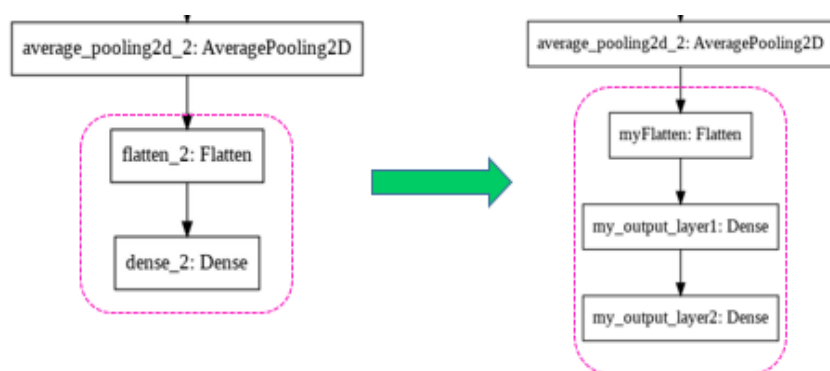 average_pooling2d_2: AveragePooling2D
flatten_2: Flatten
dense_2: Dense
average_pooling2d_2: AveragePooling2D
myFlatten: Flatten
my_output_layer1: Dense
my_output_layer2: Dense